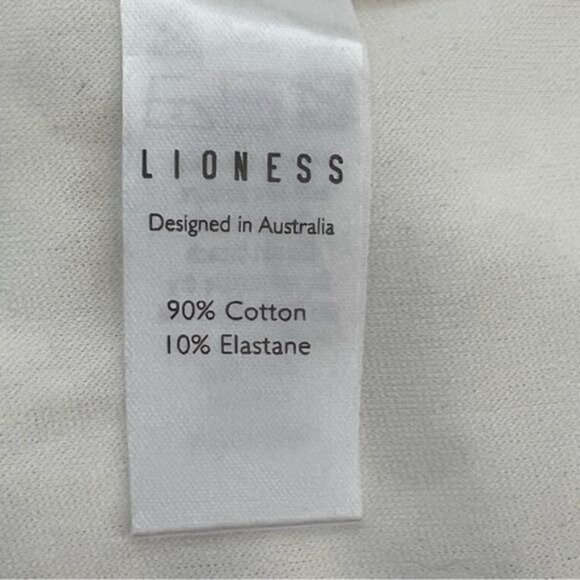 LIONESS
Designed in Australia
90% Cotton
10% Elastane